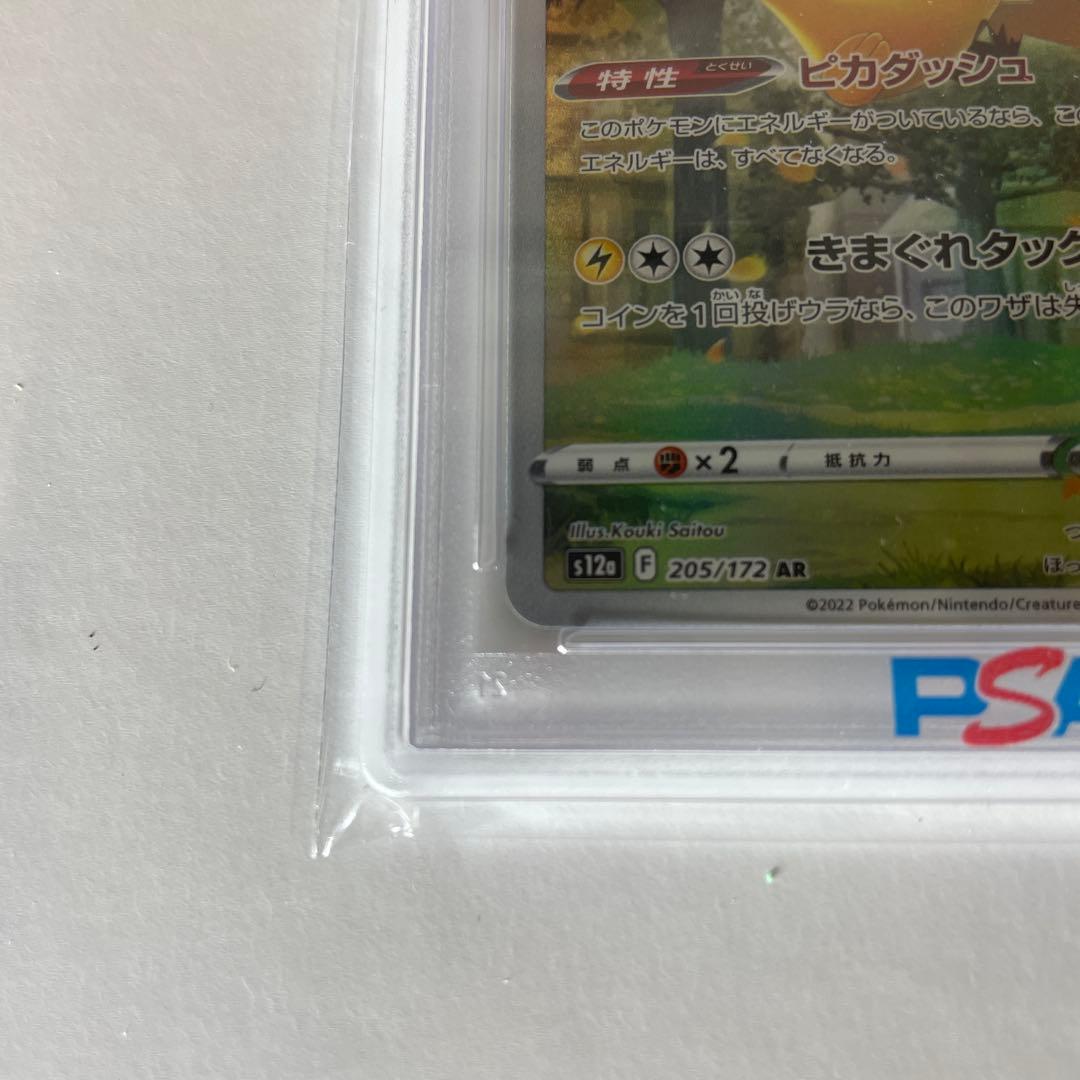 特性 とくせい ピカダッシュ
このポケモンにエネルギーがついているなら、こ
エネルギーは、すべてなくなる。
きまぐれタック
コインを1回投げウラなら、このワザは失
弱点 ×2 抵抗力
Illus. Kouki Saitou
s12a F 205/172 AR
©2022 Pokémon/Nintendo/Creature
PSA